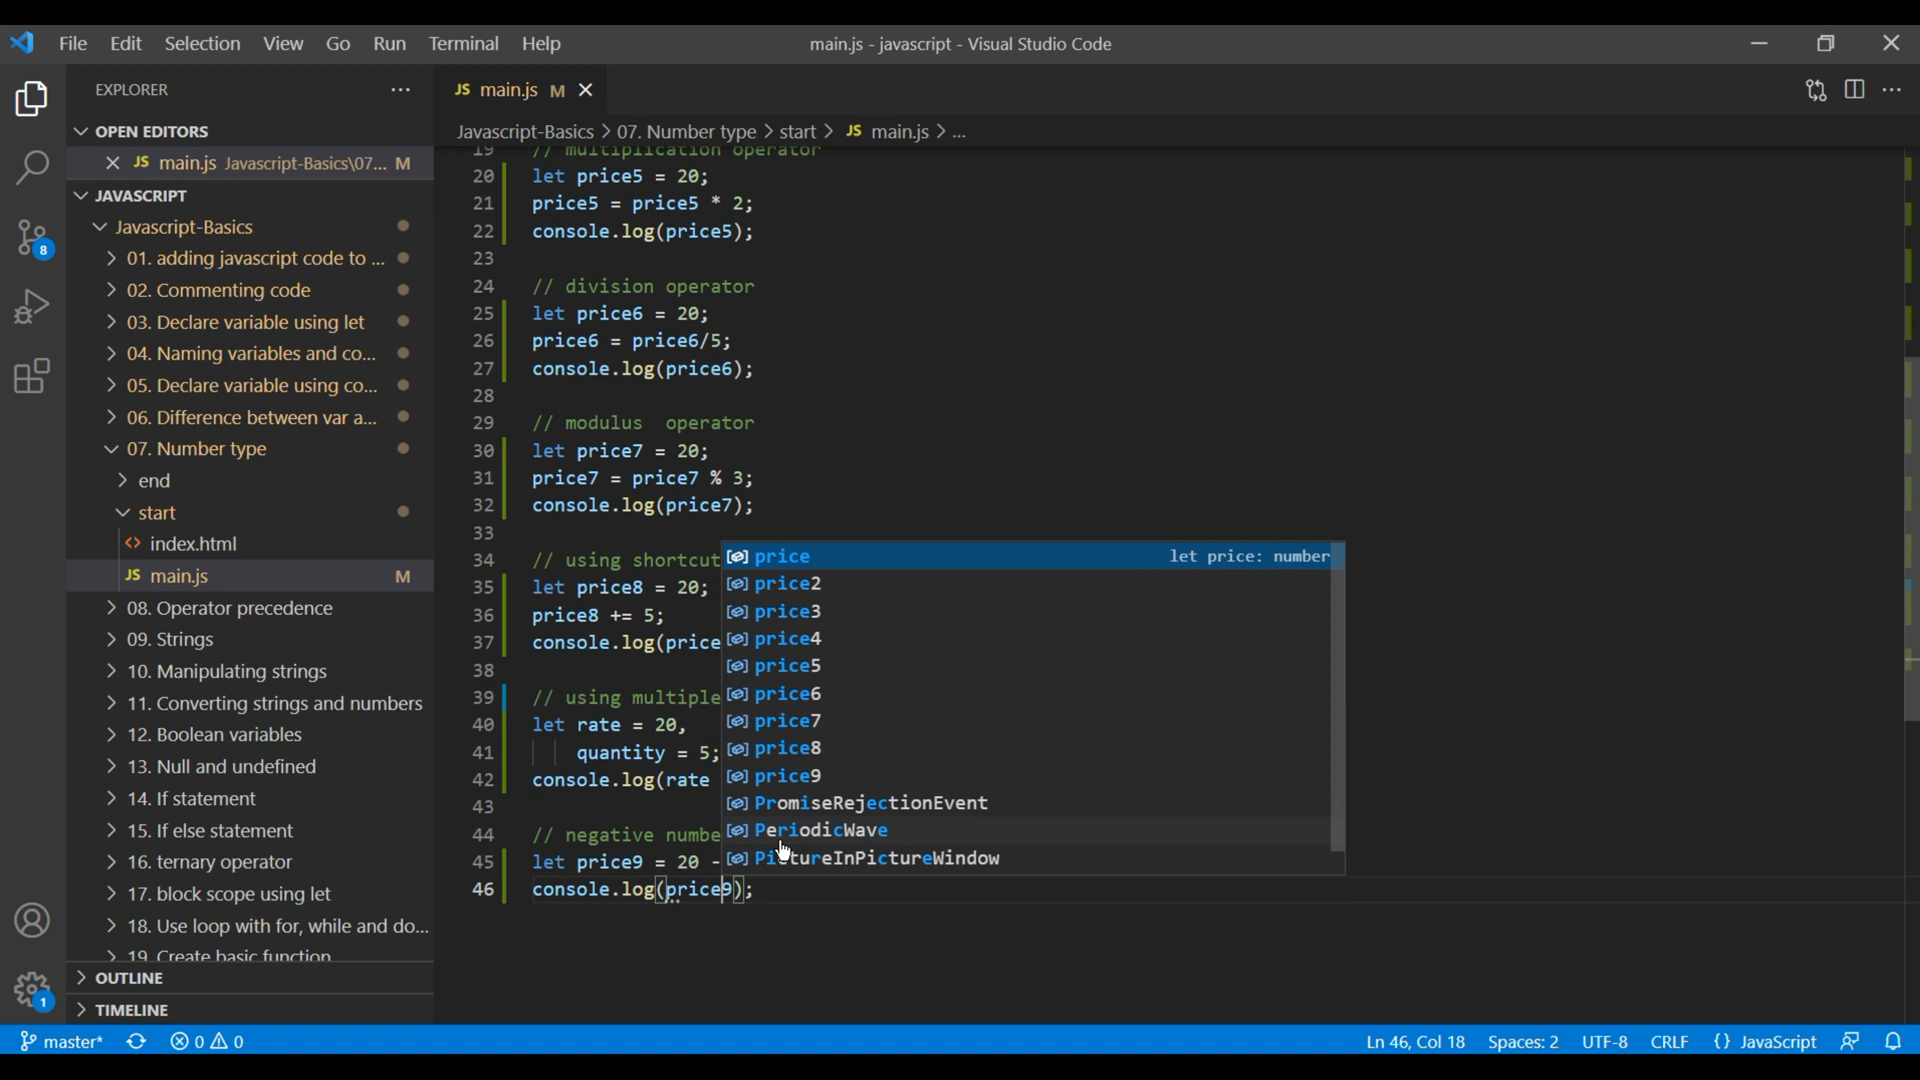 File Edit Selection View Go Run Terminal Help
main.js - javascript - Visual Studio Code
EXPLORER
OPEN EDITORS
JS main.js Javascript-Basics\07... M
JAVASCRIPT
Javascript-Basics
01. adding javascript code to ...
02. Commenting code
03. Declare variable using let
04. Naming variables and co...
05. Declare variable using co...
06. Difference between var a...
07. Number type
end
start
index.html
JS main.js M
08. Operator precedence
09. Strings
10. Manipulating strings
11. Converting strings and numbers
12. Boolean variables
13. Null and undefined
14. If statement
15. If else statement
16. ternary operator
17. block scope using let
18. Use loop with for, while and do...
19. Create basic function
OUTLINE
TIMELINE
JS main.js M
Javascript-Basics > 07. Number type > start > JS main.js > ...
19 // multiplication operator
20 let price5 = 20;
21 price5 = price5 * 2;
22 console.log(price5);
23
24 // division operator
25 let price6 = 20;
26 price6 = price6/5;
27 console.log(price6);
28
29 // modulus  operator
30 let price7 = 20;
31 price7 = price7 % 3;
32 console.log(price7);
33
34 // using shortcut
35 let price8 = 20;
36 price8 += 5;
37 console.log(price
38
39 // using multiple
40 let rate = 20,
41 quantity = 5;
42 console.log(rate
43
44 // negative numbe
45 let price9 = 20 -
46 console.log(price9);
price let price: number
price2
price3
price4
price5
price6
price7
price8
price9
PromiseRejectionEvent
PeriodicWave
PictureInPictureWindow
8
1
master* 0 0
Ln 46, Col 18 Spaces: 2 UTF-8 CRLF {} JavaScript